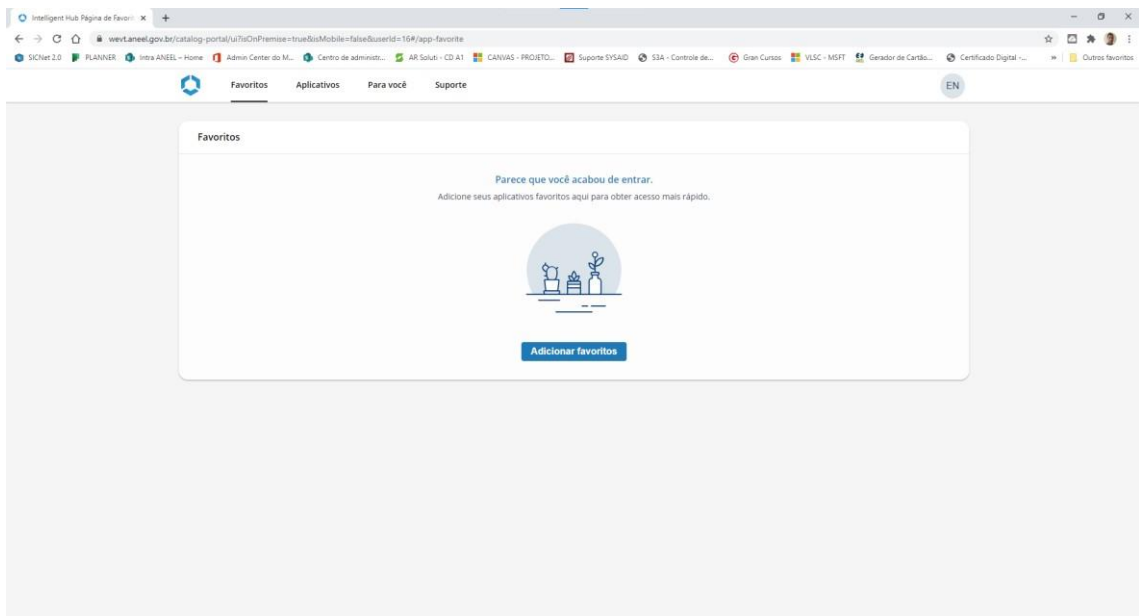 Intelligent Hub Página de Favori
wevt.aneel.gov.br/catalog-portal/ui?isOnPremise=true&isMobile=false&userId=16#/app-favorite
SICNet 2.0 PLANNER Intra ANEEL – Home Admin Center do M... Centro de administr... AR Soluti - CD A1 CANVAS - PROJETO... Suporte SYSAID S3A - Controle de... Gran Cursos VLSC - MSFT Gerador de Cartão... Certificado Digital -... » Outros favoritos
Favoritos Aplicativos Para você Suporte EN
Favoritos
Parece que você acabou de entrar.
Adicione seus aplicativos favoritos aqui para obter acesso mais rápido.
Adicionar favoritos